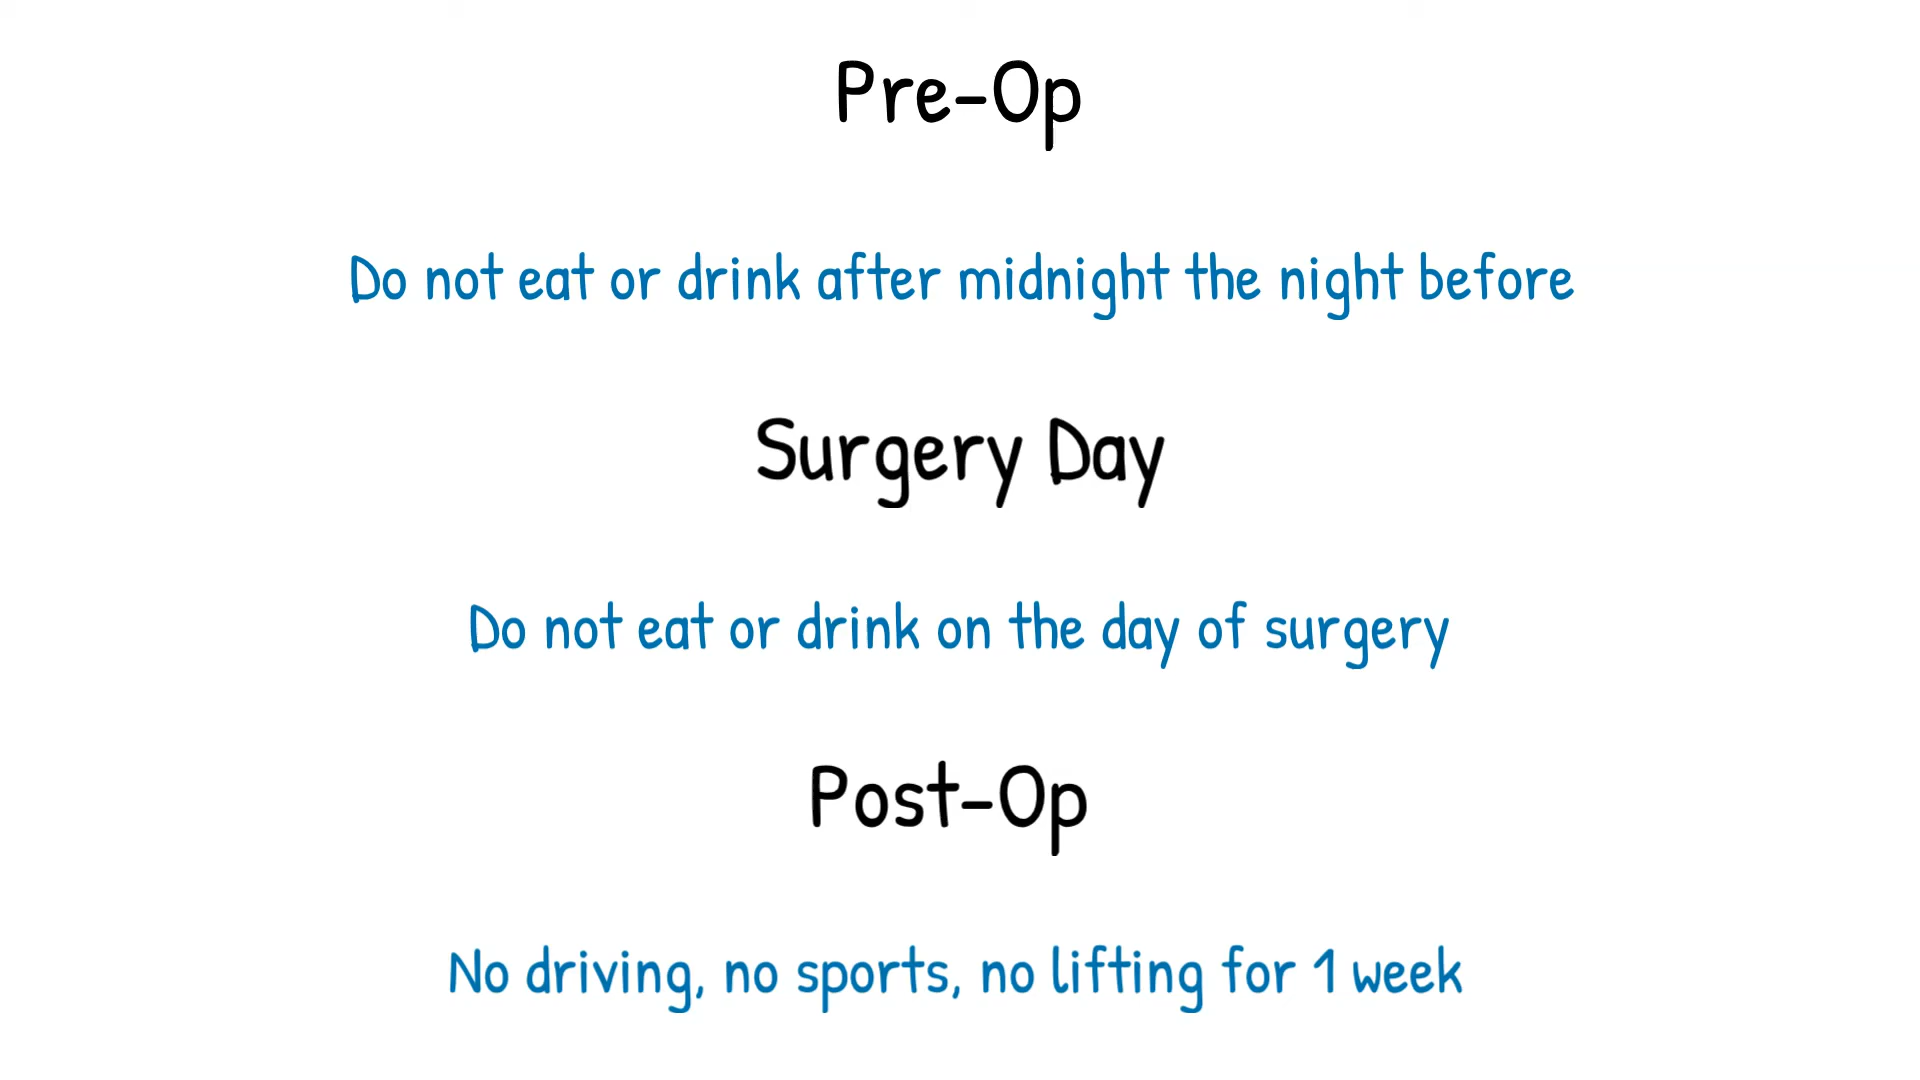 Pre-Op
Do not eat or drink after midnight the night before
Surgery Day
Do not eat or drink on the day of surgery
Post-Op
No driving, no sports, no lifting for 1 week